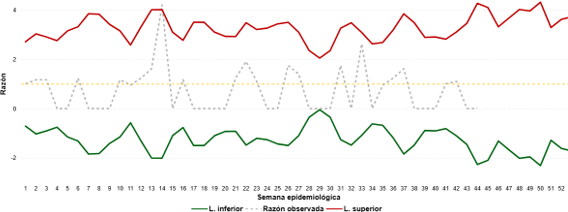 4
2
0
-2
Razón
1 2 3 4 5 6 7 8 9 10 11 12 13 14 15 16 17 18 19 20 21 22 23 24 25 26 27 28 29 30 31 32 33 34 35 36 37 38 39 40 41 42 43 44 45 46 47 48 49 50 51 52
Semana epidemiológica
L. inferior Razón observada L. superior